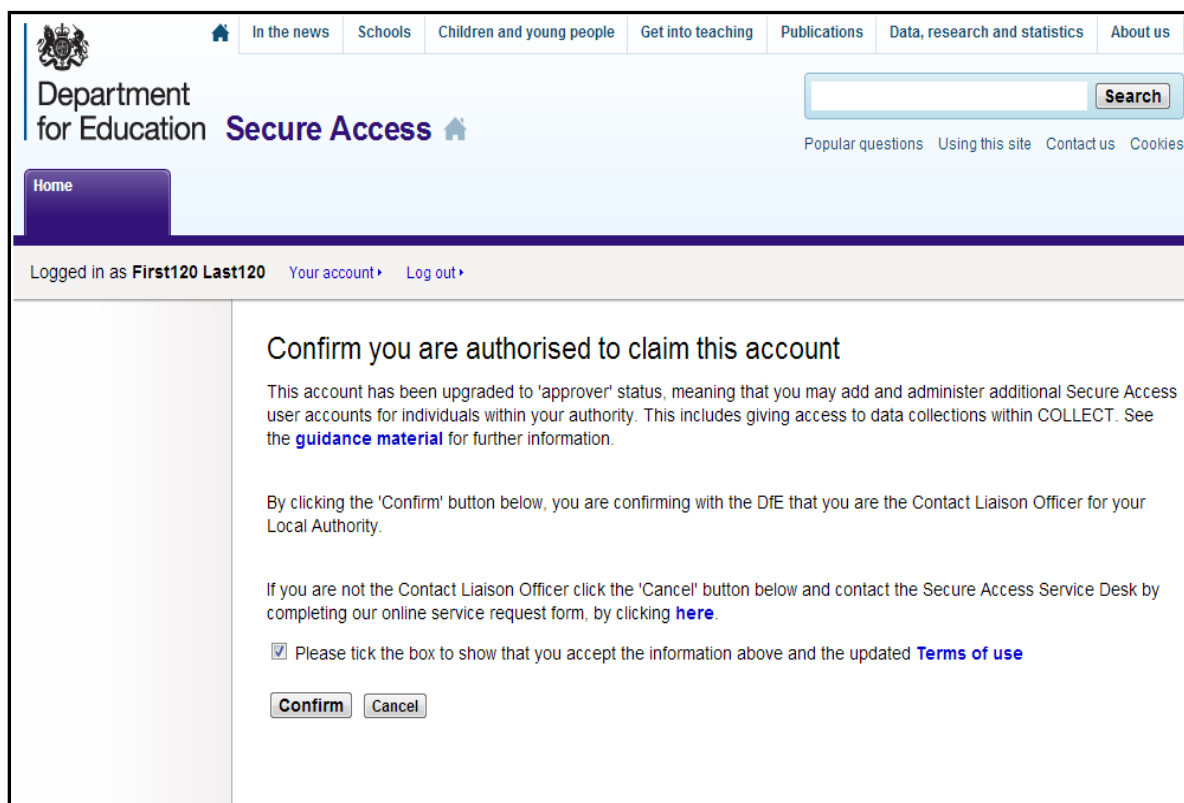 In the news Schools Children and young people Get into teaching Publications Data, research and statistics About us
Department
for Education Secure Access
Search
Popular questions Using this site Contact us Cookies
Home
Logged in as First120 Last120 Your account Log out
Confirm you are authorised to claim this account
This account has been upgraded to 'approver' status, meaning that you may add and administer additional Secure Access
user accounts for individuals within your authority. This includes giving access to data collections within COLLECT. See
the guidance material for further information.
By clicking the 'Confirm' button below, you are confirming with the DfE that you are the Contact Liaison Officer for your
Local Authority.
If you are not the Contact Liaison Officer click the 'Cancel' button below and contact the Secure Access Service Desk by
completing our online service request form, by clicking here.
Please tick the box to show that you accept the information above and the updated Terms of use
Confirm Cancel